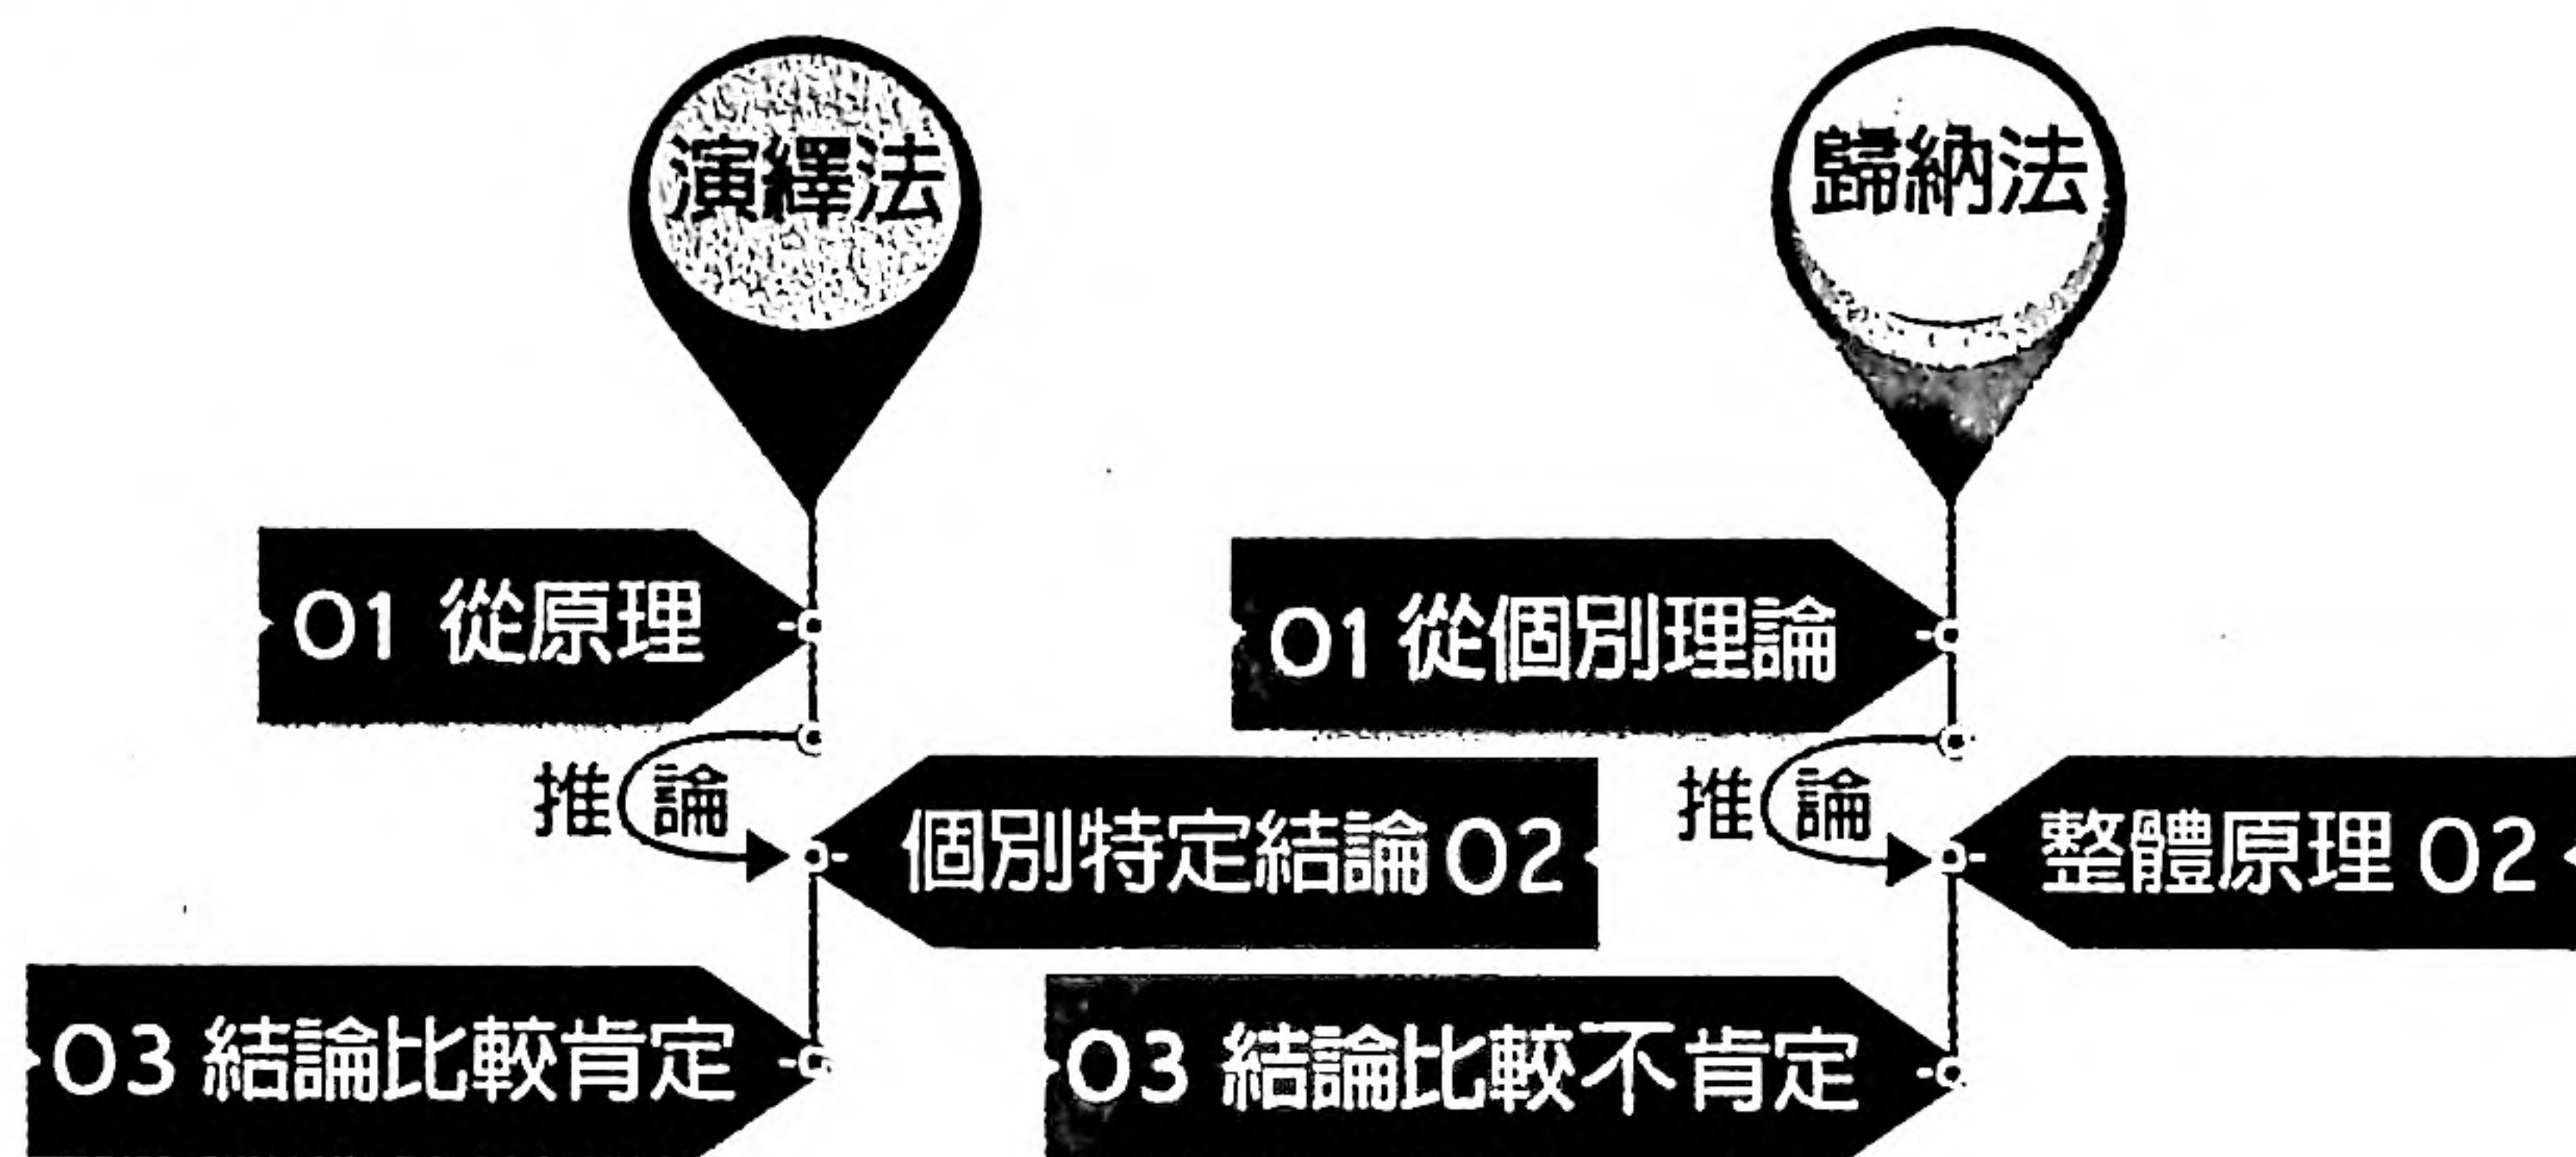 演繹法
01 從原理
推論
個別特定結論02
03 結論比較肯定
歸納法
01 從個別理論
推論
整體原理 02
03 結論比較不肯定